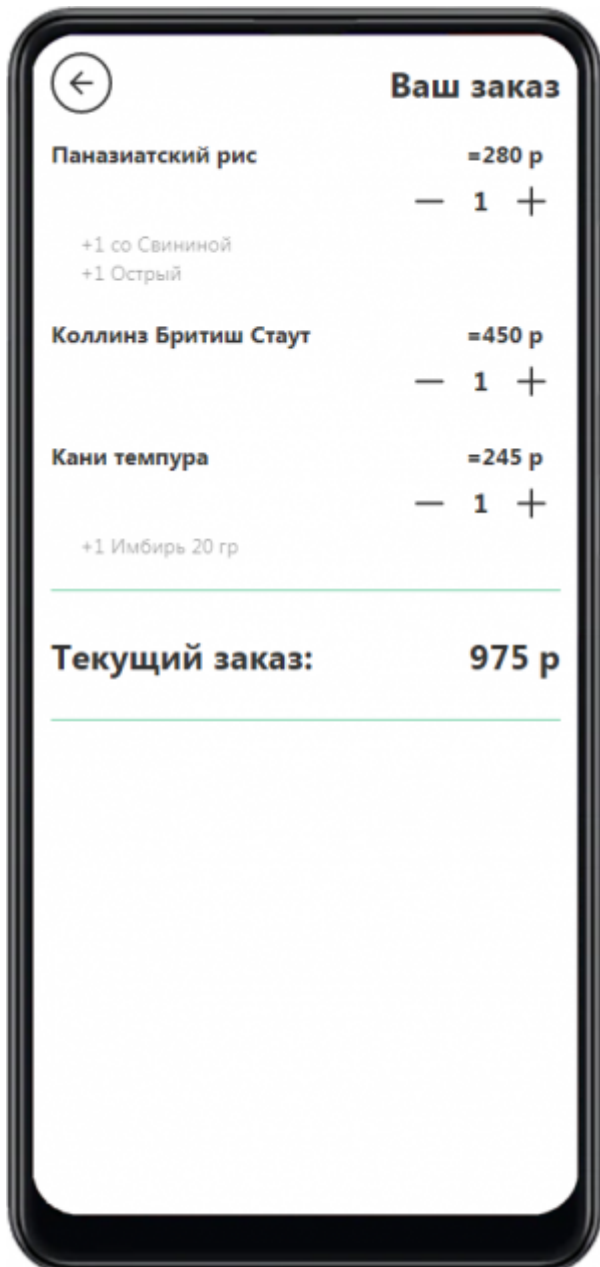 Ваш заказ
Паназиатский рис =280 р
— 1 +
+1 со Свининой
+1 Острый
Коллинз Бритиш Стаут =450 р
— 1 +
Кани темпура =245 р
— 1 +
+1 Имбирь 20 гр
Текущий заказ: 975 р